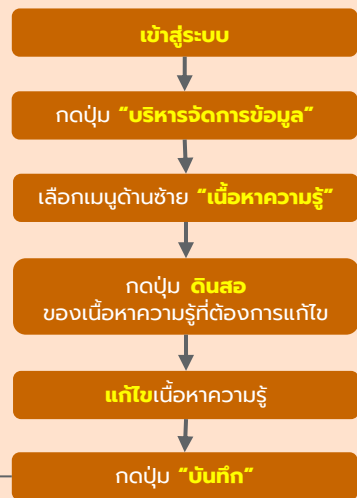 เข้าสู่ระบบ
กดปุ่ม “บริหารจัดการข้อมูล”
เลือกเมนูด้านซ้าย “เนื้อหาความรู้”
กดปุ่ม ดินสอ
ของเนื้อหาความรู้ที่ต้องการแก้ไข
แก้ไขเนื้อหาความรู้
กดปุ่ม “บันทึก”